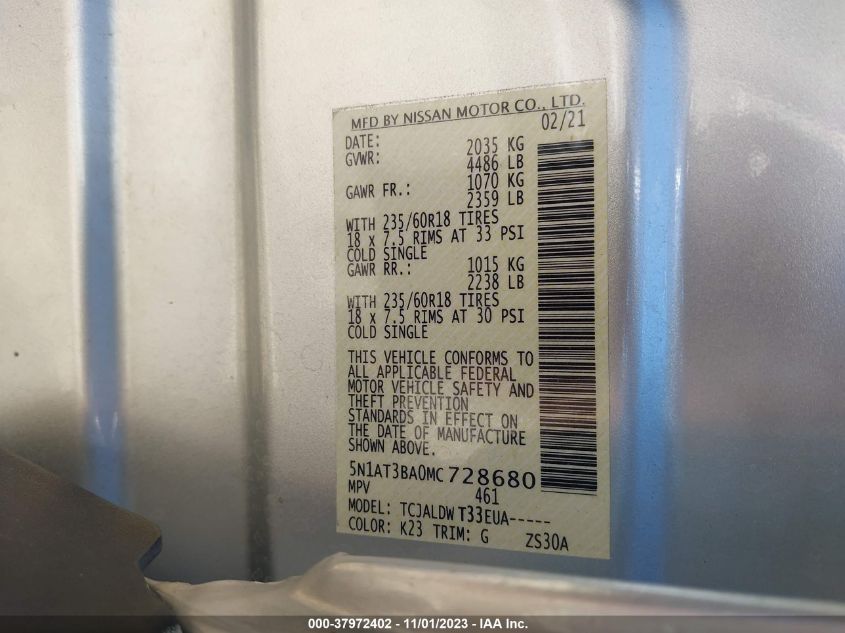 MFD BY NISSAN MOTOR CO., LTD.
DATE: 02/21
GVWR: 2035 KG
4486 LB
GAWR FR.: 1070 KG
2359 LB
WITH 235/60R18 TIRES
18 x 7.5 RIMS AT 33 PSI
COLD SINGLE
GAWR RR.: 1015 KG
2238 LB
WITH 235/60R18 TIRES
18 x 7.5 RIMS AT 30 PSI
COLD SINGLE
THIS VEHICLE CONFORMS TO
ALL APPLICABLE FEDERAL
MOTOR VEHICLE SAFETY AND
THEFT PREVENTION
STANDARDS IN EFFECT ON
THE DATE OF MANUFACTURE
SHOWN ABOVE.
5N1AT3BA0MC728680
MPV 461
MODEL: TCJALDW T33EUA-----
COLOR: K23 TRIM: G ZS30A
000-37972402 - 11/01/2023 - IAA Inc.